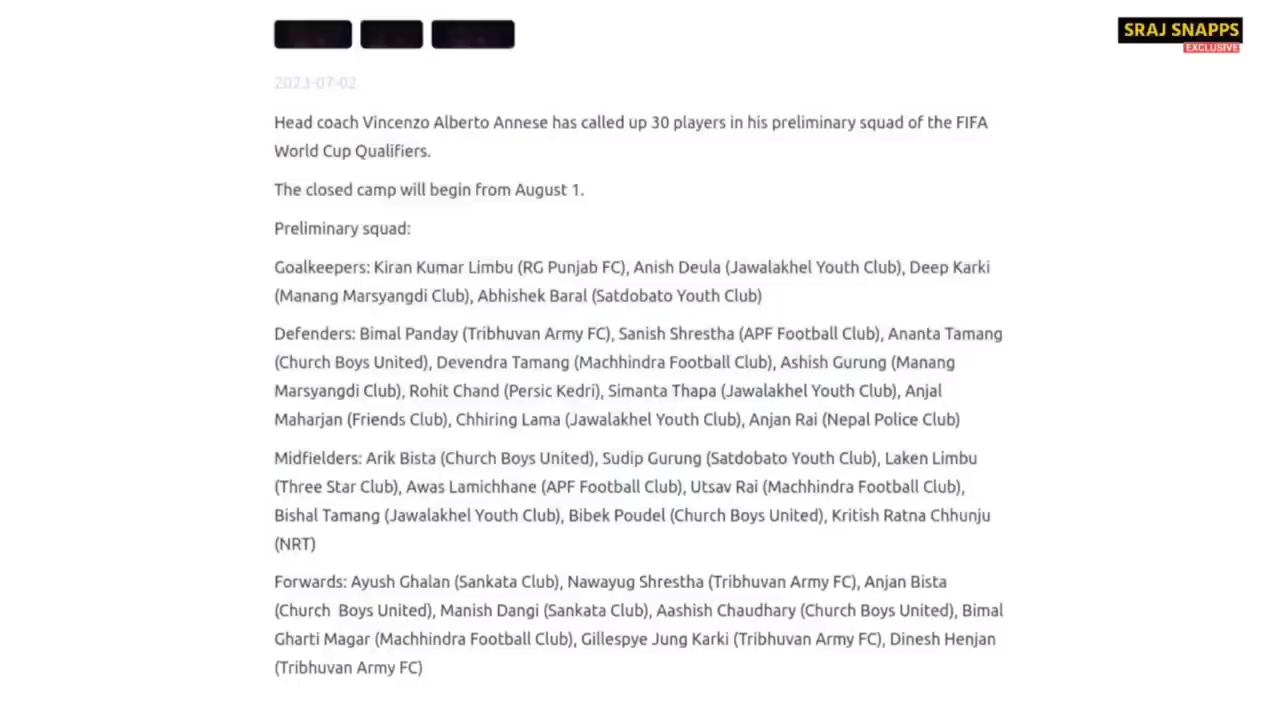 SRAJ SNAPPS
EXCLUSIVE
2023-07-02
Head coach Vincenzo Alberto Annese has called up 30 players in his preliminary squad of the FIFA
World Cup Qualifiers.
The closed camp will begin from August 1.
Preliminary squad:
Goalkeepers: Kiran Kumar Limbu (RG Punjab FC), Anish Deula (Jawalakhel Youth Club), Deep Karki
(Manang Marsyangdi Club), Abhishek Baral (Satdobato Youth Club)
Defenders: Bimal Panday (Tribhuvan Army FC), Sanish Shrestha (APF Football Club), Ananta Tamang
(Church Boys United), Devendra Tamang (Machhindra Football Club), Ashish Gurung (Manang
Marsyangdi Club), Rohit Chand (Persic Kedri), Simanta Thapa (Jawalakhel Youth Club), Anjal
Maharjan (Friends Club), Chhiring Lama (Jawalakhel Youth Club), Anjan Rai (Nepal Police Club)
Midfielders: Arik Bista (Church Boys United), Sudip Gurung (Satdobato Youth Club), Laken Limbu
(Three Star Club), Awas Lamichhane (APF Football Club), Utsav Rai (Machhindra Football Club),
Bishal Tamang (Jawalakhel Youth Club), Bibek Poudel (Church Boys United), Kritish Ratna Chhunju
(NRT)
Forwards: Ayush Ghalan (Sankata Club), Nawayug Shrestha (Tribhuvan Army FC), Anjan Bista
(Church Boys United), Manish Dangi (Sankata Club), Aashish Chaudhary (Church Boys United), Bimal
Gharti Magar (Machhindra Football Club), Gillespye Jung Karki (Tribhuvan Army FC), Dinesh Henjan
(Tribhuvan Army FC)